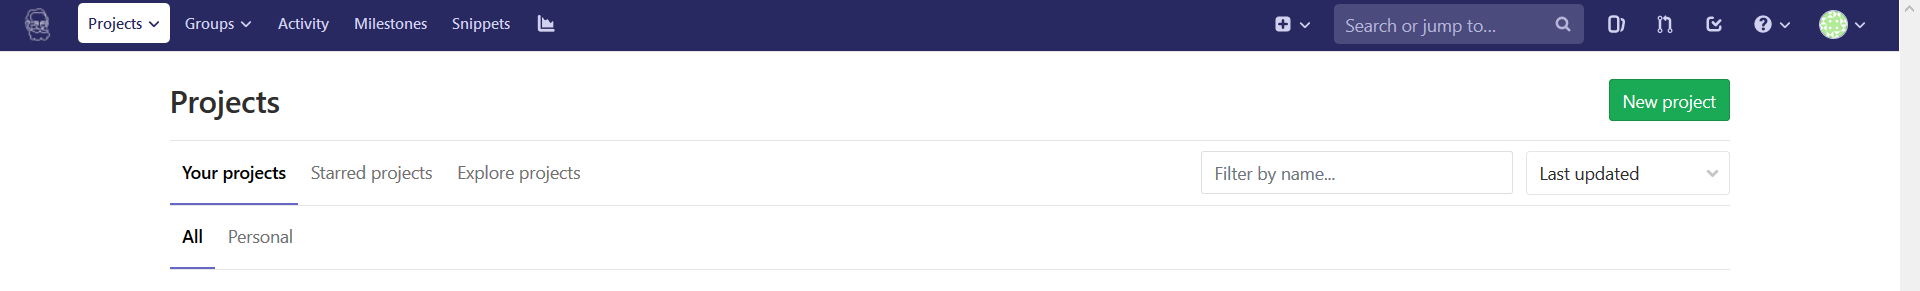 Projects Groups Activity Milestones Snippets Search or jump to...
Projects New project
Your projects Starred projects Explore projects Filter by name... Last updated
All Personal